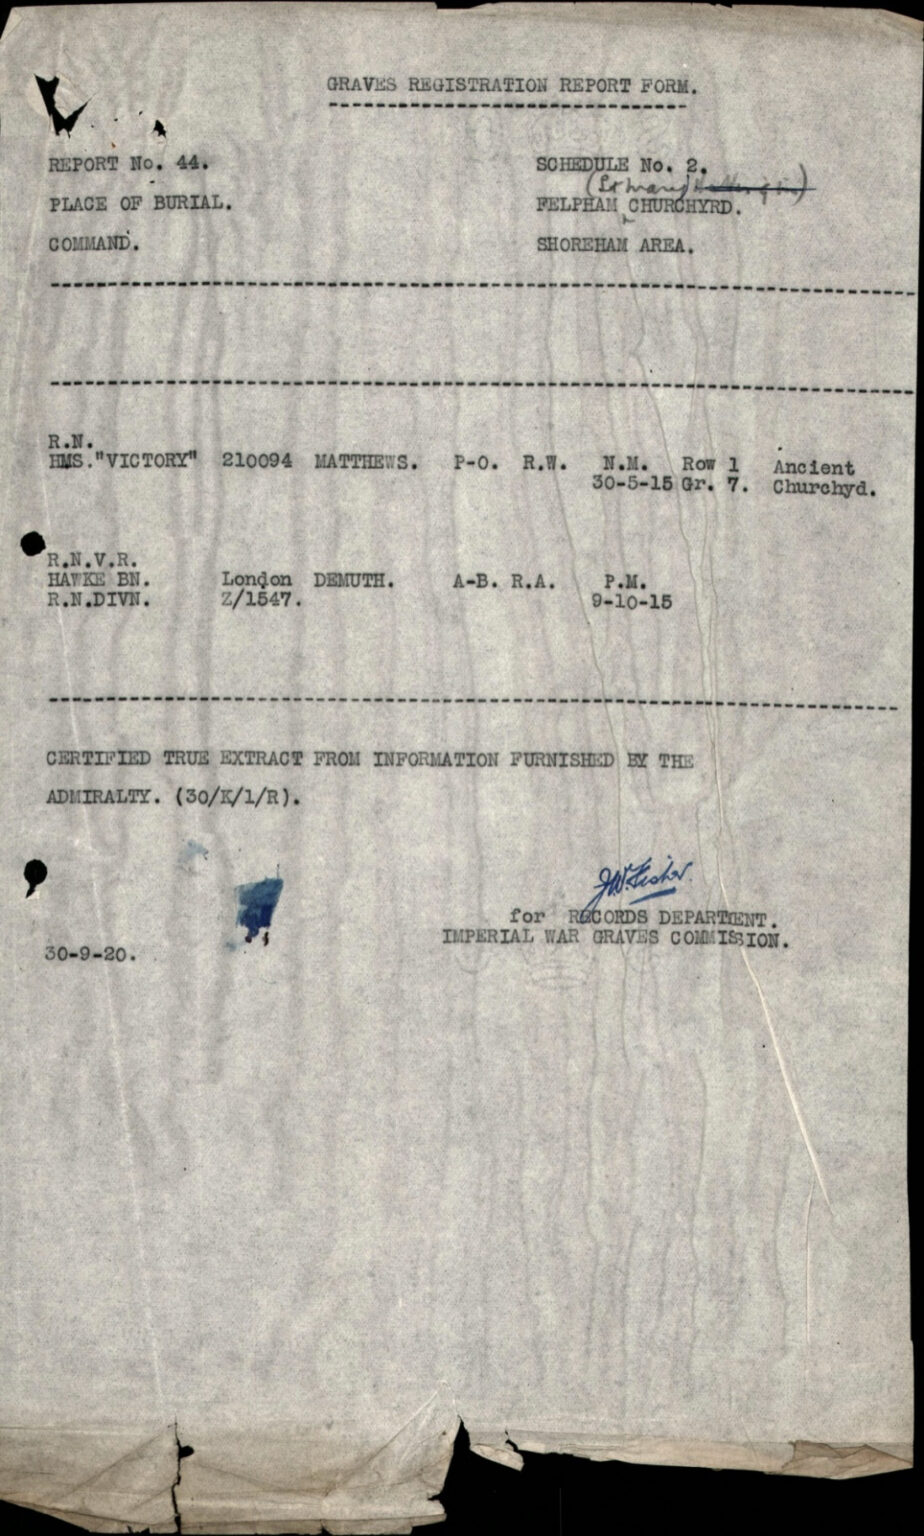 GRAVES REGISTRATION REPORT FORM.
REPORT No. 44. SCHEDULE No. 2.
(St Mary
PLACE OF BURIAL. FELPHAM CHURCHYRD.
COMMAND. SHOREHAM AREA.
R.N.
HMS."VICTORY" 210094 MATTHEWS. P-O. R.W. N.M. Row 1 Ancient
30-5-15 Gr. 7. Churchyd.
R.N.V.R.
HAWKE BN. London DEMUTH. A-B. R.A. P.M.
R.N.DIVN. Z/1547. 9-10-15
CERTIFIED TRUE EXTRACT FROM INFORMATION FURNISHED BY THE
ADMIRALTY. (30/K/1/R).
J.W. Fisher.
for RECORDS DEPARTMENT.
IMPERIAL WAR GRAVES COMMISSION.
30-9-20.